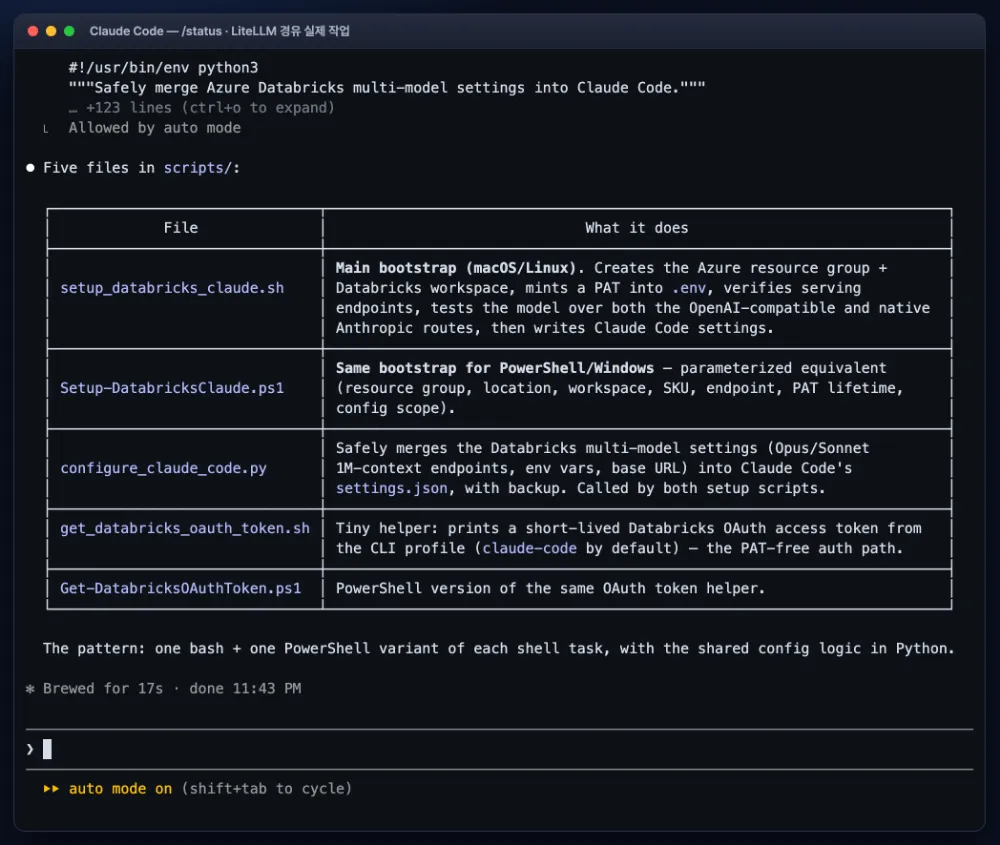 Claude Code — /status · LiteLLM 경유 실제 작업
#!/usr/bin/env python3
"""Safely merge Azure Databricks multi-model settings into Claude Code."""
… +123 lines (ctrl+o to expand)
└ Allowed by auto mode
● Five files in scripts/:
File
What it does
setup_databricks_claude.sh
Main bootstrap (macOS/Linux). Creates the Azure resource group +
Databricks workspace, mints a PAT into .env, verifies serving
endpoints, tests the model over both the OpenAI-compatible and native
Anthropic routes, then writes Claude Code settings.
Setup-DatabricksClaude.ps1
Same bootstrap for PowerShell/Windows — parameterized equivalent
(resource group, location, workspace, SKU, endpoint, PAT lifetime,
config scope).
configure_claude_code.py
Safely merges the Databricks multi-model settings (Opus/Sonnet
1M-context endpoints, env vars, base URL) into Claude Code's
settings.json, with backup. Called by both setup scripts.
get_databricks_oauth_token.sh
Tiny helper: prints a short-lived Databricks OAuth access token from
the CLI profile (claude-code by default) — the PAT-free auth path.
Get-DatabricksOAuthToken.ps1
PowerShell version of the same OAuth token helper.
The pattern: one bash + one PowerShell variant of each shell task, with the shared config logic in Python.
✻ Brewed for 17s · done 11:43 PM
❯
⏵⏵ auto mode on (shift+tab to cycle)